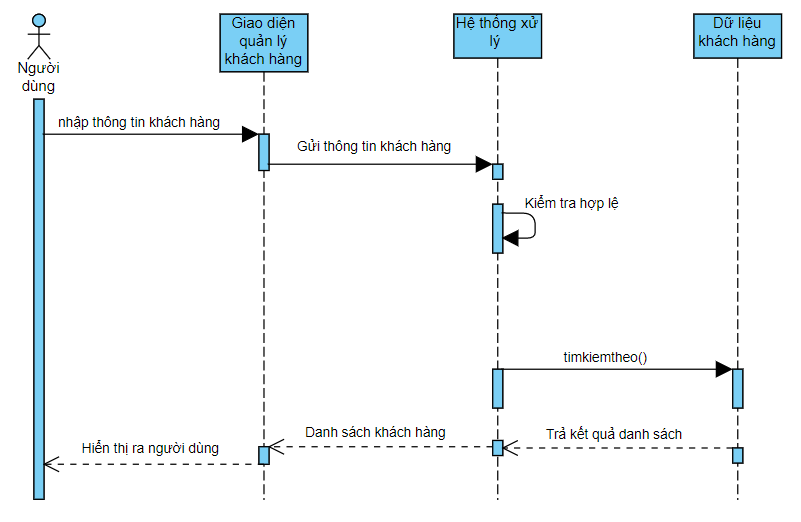 Người
dùng
Giao diện
quản lý
khách hàng
Hệ thống xử
lý
Dữ liệu
khách hàng
nhập thông tin khách hàng
Gửi thông tin khách hàng
Kiểm tra hợp lệ
timkiemtheo()
Trả kết quả danh sách
Danh sách khách hàng
Hiển thị ra người dùng